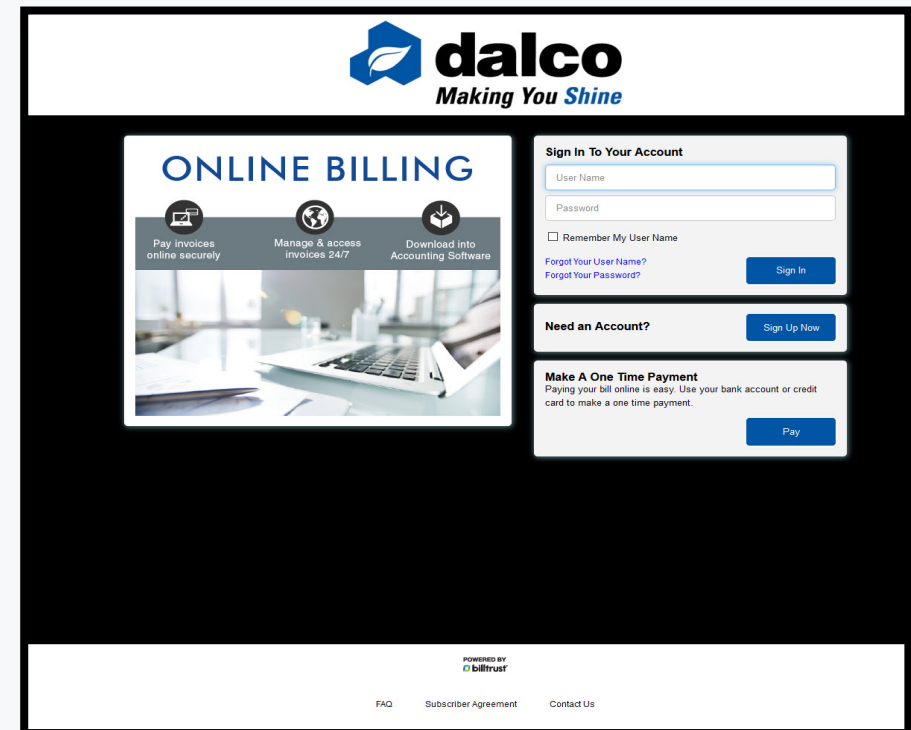 dalco
Making You Shine
ONLINE BILLING
Pay invoices
online securely
Manage & access
invoices 24/7
Download into
Accounting Software
Sign In To Your Account
User Name
Password
Remember My User Name
Forgot Your User Name?
Forgot Your Password?
Sign In
Need an Account?
Sign Up Now
Make A One Time Payment
Paying your bill online is easy. Use your bank account or credit
card to make a one time payment.
Pay
POWERED BY
billtrust
FAQ
Subscriber Agreement
Contact Us